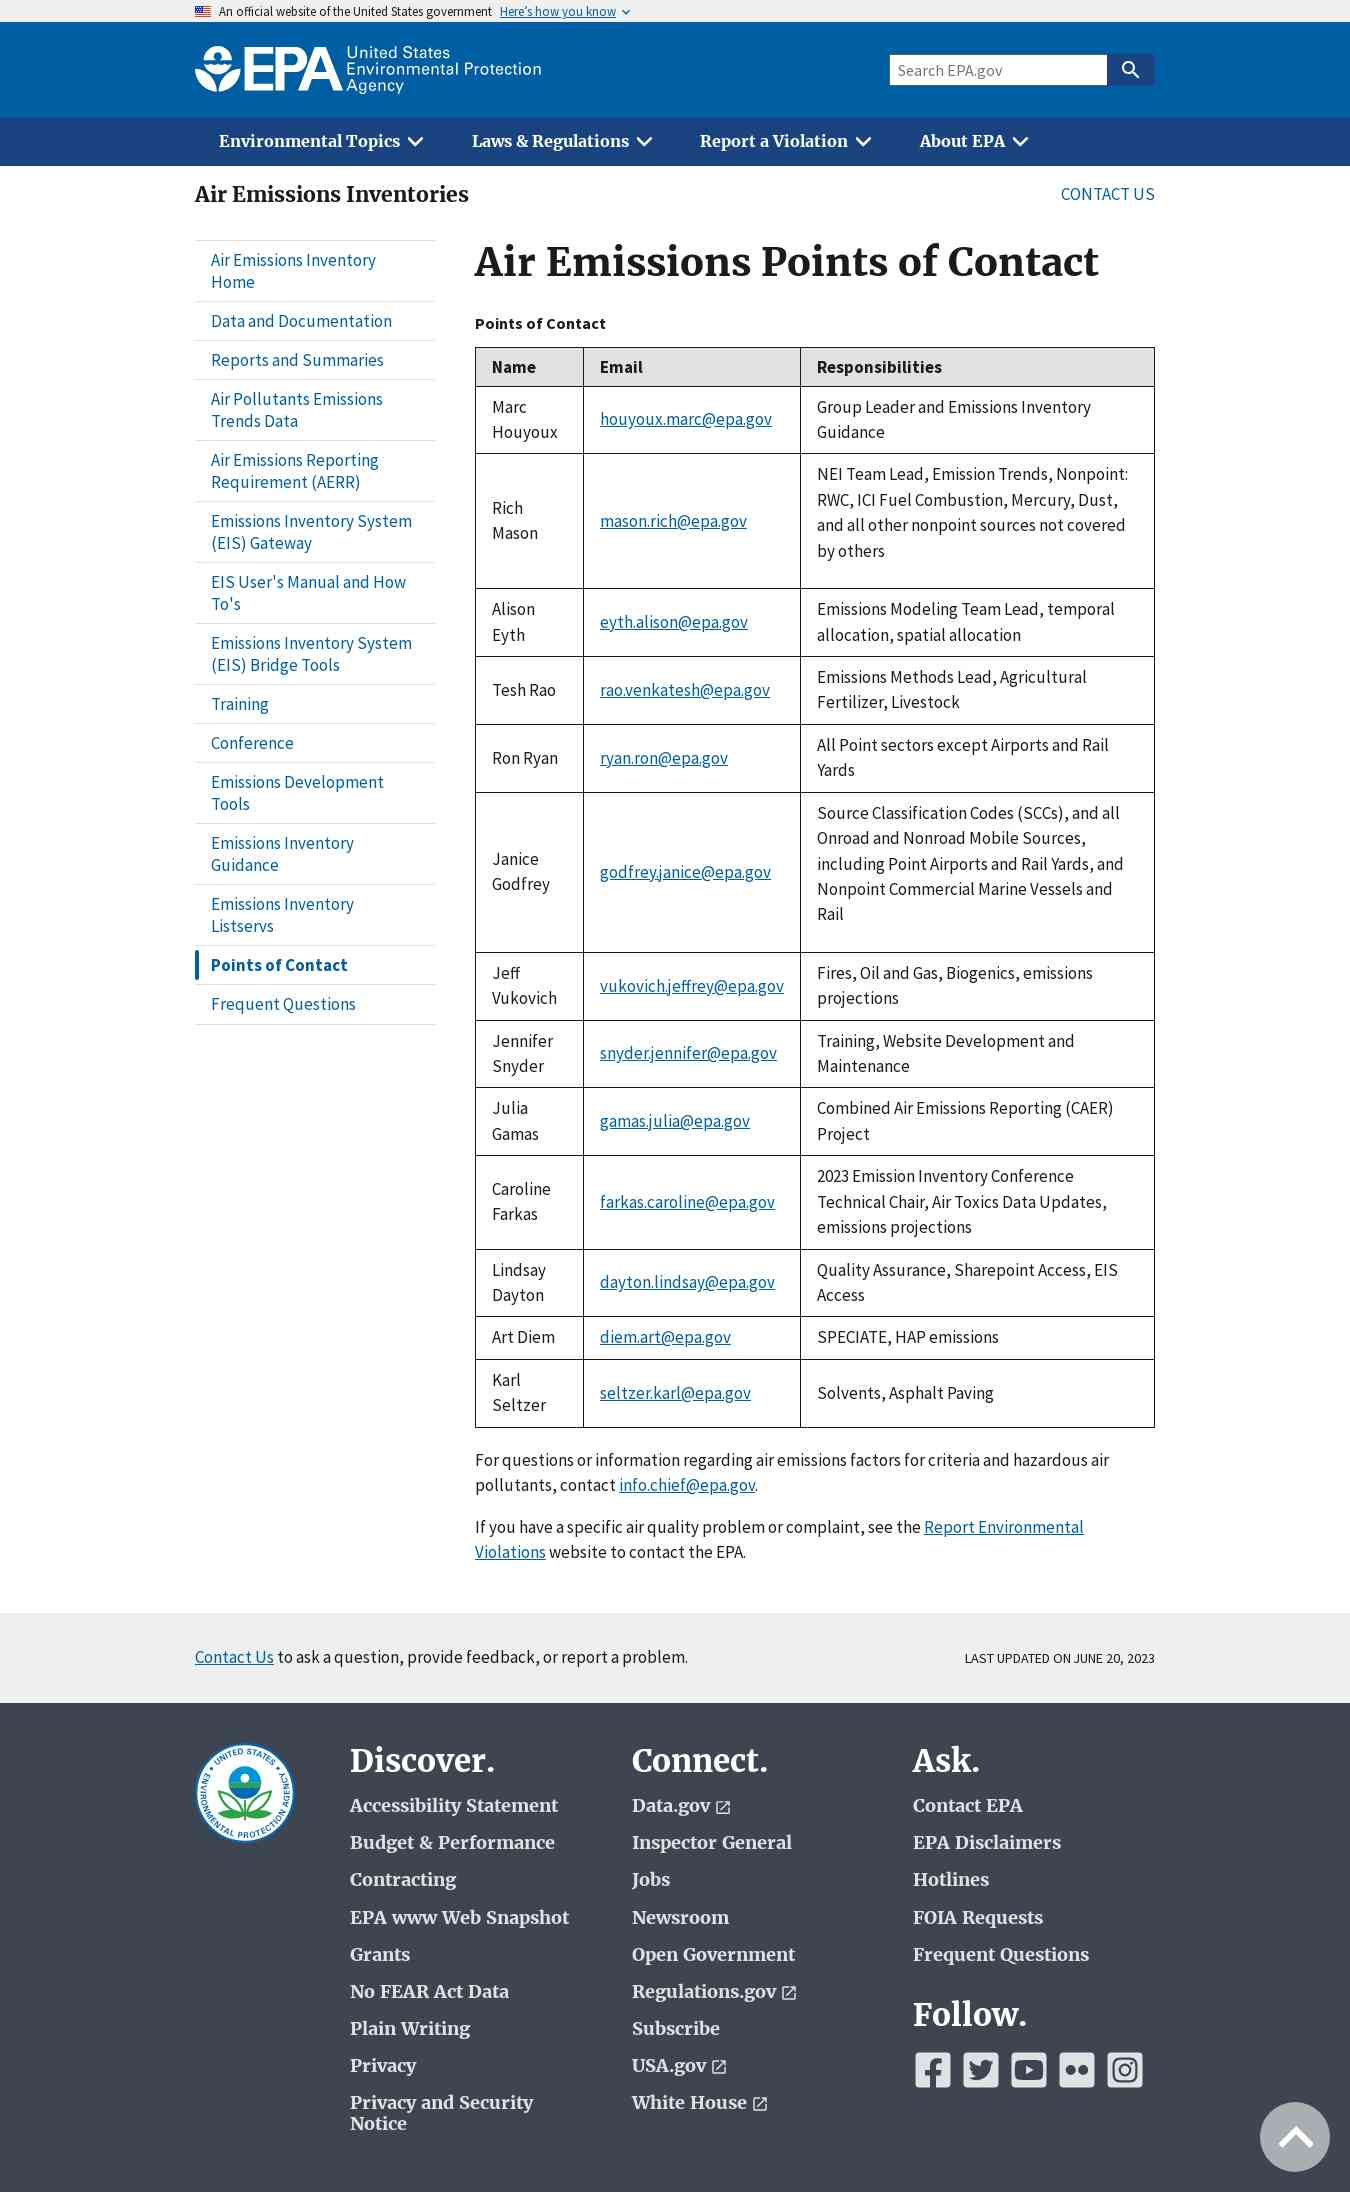 An official website of the United States government Here's how you know
EPA United States
Environmental Protection
Agency
Search EPA.gov
Environmental Topics
Laws & Regulations
Report a Violation
About EPA
Air Emissions Inventories
CONTACT US
Air Emissions Inventory
Home
Data and Documentation
Reports and Summaries
Air Pollutants Emissions
Trends Data
Air Emissions Reporting
Requirement (AERR)
Emissions Inventory System
(EIS) Gateway
EIS User's Manual and How
To's
Emissions Inventory System
(EIS) Bridge Tools
Training
Conference
Emissions Development
Tools
Emissions Inventory
Guidance
Emissions Inventory
Listservs
Points of Contact
Frequent Questions
Air Emissions Points of Contact
Points of Contact
Name Email Responsibilities
Marc
Houyoux
houyoux.marc@epa.gov
Group Leader and Emissions Inventory
Guidance
Rich
Mason
mason.rich@epa.gov
NEI Team Lead, Emission Trends, Nonpoint:
RWC, ICI Fuel Combustion, Mercury, Dust,
and all other nonpoint sources not covered
by others
Alison
Eyth
eyth.alison@epa.gov
Emissions Modeling Team Lead, temporal
allocation, spatial allocation
Tesh Rao
rao.venkatesh@epa.gov
Emissions Methods Lead, Agricultural
Fertilizer, Livestock
Ron Ryan
ryan.ron@epa.gov
All Point sectors except Airports and Rail
Yards
Janice
Godfrey
godfrey.janice@epa.gov
Source Classification Codes (SCCs), and all
Onroad and Nonroad Mobile Sources,
including Point Airports and Rail Yards, and
Nonpoint Commercial Marine Vessels and
Rail
Jeff
Vukovich
vukovich.jeffrey@epa.gov
Fires, Oil and Gas, Biogenics, emissions
projections
Jennifer
Snyder
snyder.jennifer@epa.gov
Training, Website Development and
Maintenance
Julia
Gamas
gamas.julia@epa.gov
Combined Air Emissions Reporting (CAER)
Project
Caroline
Farkas
farkas.caroline@epa.gov
2023 Emission Inventory Conference
Technical Chair, Air Toxics Data Updates,
emissions projections
Lindsay
Dayton
dayton.lindsay@epa.gov
Quality Assurance, Sharepoint Access, EIS
Access
Art Diem
diem.art@epa.gov
SPECIATE, HAP emissions
Karl
Seltzer
seltzer.karl@epa.gov
Solvents, Asphalt Paving
For questions or information regarding air emissions factors for criteria and hazardous air
pollutants, contact info.chief@epa.gov.
If you have a specific air quality problem or complaint, see the Report Environmental
Violations website to contact the EPA.
Contact Us to ask a question, provide feedback, or report a problem.
LAST UPDATED ON JUNE 20, 2023
UNITED STATES
ENVIRONMENTAL PROTECTION AGENCY
Discover.
Accessibility Statement
Budget & Performance
Contracting
EPA www Web Snapshot
Grants
No FEAR Act Data
Plain Writing
Privacy
Privacy and Security
Notice
Connect.
Data.gov
Inspector General
Jobs
Newsroom
Open Government
Regulations.gov
Subscribe
USA.gov
White House
Ask.
Contact EPA
EPA Disclaimers
Hotlines
FOIA Requests
Frequent Questions
Follow.